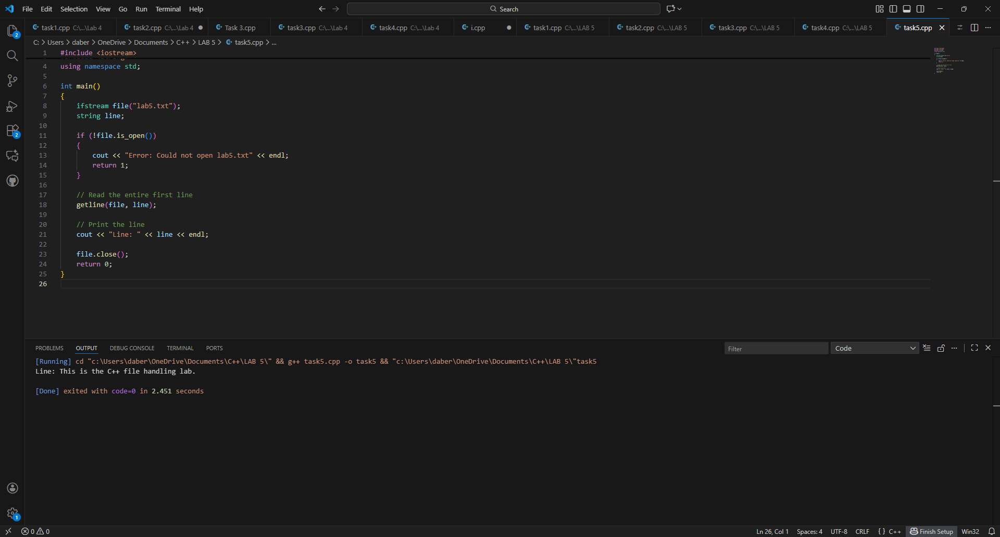 File Edit Selection View Go Run Terminal Help
Search
task1.cpp C:\...\Lab 4 task2.cpp C:\...\Lab 4 Task 3.cpp task3.cpp C:\...\Lab 4 task4.cpp C:\...\Lab 4 i.cpp task1.cpp C:\...\LAB 5 task2.cpp C:\...\LAB 5 task3.cpp C:\...\LAB 5 task4.cpp C:\...\LAB 5 task5.cpp
C: > Users > daber > OneDrive > Documents > C++ > LAB 5 > task5.cpp > ...
1 #include <iostream>
4 using namespace std;
5
6 int main()
7 {
8 ifstream file("lab5.txt");
9 string line;
10
11 if (!file.is_open())
12 {
13 cout << "Error: Could not open lab5.txt" << endl;
14 return 1;
15 }
16
17 // Read the entire first line
18 getline(file, line);
19
20 // Print the line
21 cout << "Line: " << line << endl;
22
23 file.close();
24 return 0;
25 }
26
2
2
1
PROBLEMS OUTPUT DEBUG CONSOLE TERMINAL PORTS
Filter
Code
[Running] cd "c:\Users\daber\OneDrive\Documents\C++\LAB 5\" && g++ task5.cpp -o task5 && "c:\Users\daber\OneDrive\Documents\C++\LAB 5\"task5
Line: This is the C++ file handling lab.
[Done] exited with code=0 in 2.451 seconds
0 0
Ln 26, Col 1 Spaces: 4 UTF-8 CRLF {} C++ Finish Setup Win32